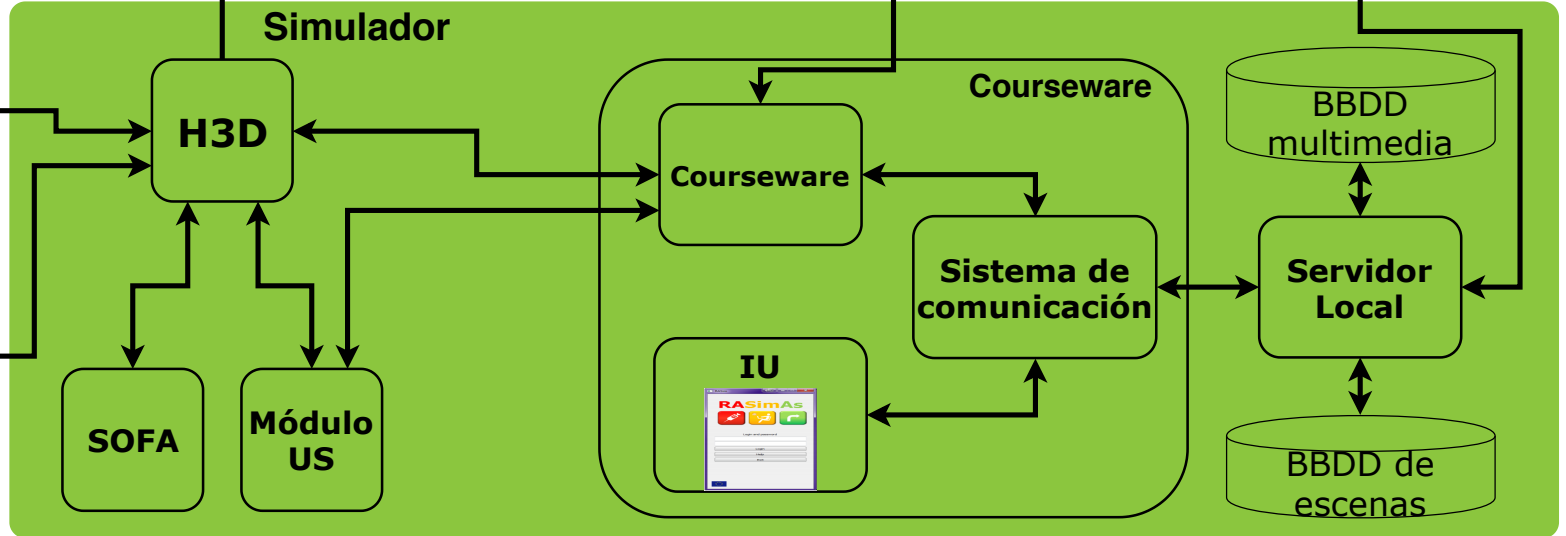 Simulador
H3D
SOFA
Módulo
US
Courseware
Courseware
Sistema de
comunicación
IU
RASimAs
BBDD
multimedia
Servidor
Local
BBDD de
escenas